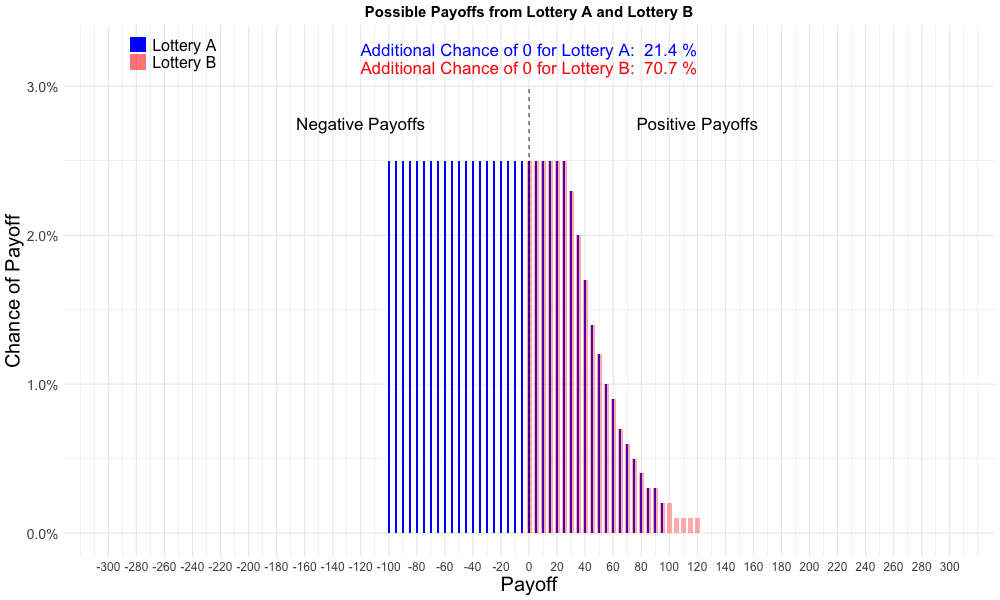 Possible Payoffs from Lottery A and Lottery B
Lottery A
Lottery B
Additional Chance of 0 for Lottery A: 21.4 %
Additional Chance of 0 for Lottery B: 70.7 %
Negative Payoffs
Positive Payoffs
Chance of Payoff
3.0%
2.0%
1.0%
0.0%
-300 -280 -260 -240 -220 -200 -180 -160 -140 -120 -100 -80 -60 -40 -20 0 20 40 60 80 100 120 140 160 180 200 220 240 260 280 300
Payoff